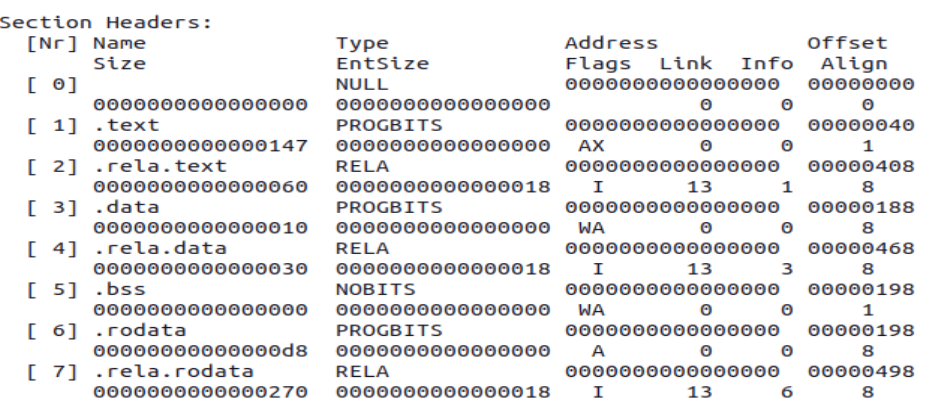 Section Headers:
[Nr] Name Type Address Offset
Size EntSize Flags Link Info Align
[ 0] NULL 0000000000000000 00000000
0000000000000000 0000000000000000 0 0 0
[ 1] .text PROGBITS 0000000000000000 00000040
0000000000000147 0000000000000000 AX 0 0 1
[ 2] .rela.text RELA 0000000000000000 00000408
0000000000000060 0000000000000018 I 13 1 8
[ 3] .data PROGBITS 0000000000000000 00000188
0000000000000010 0000000000000000 WA 0 0 8
[ 4] .rela.data RELA 0000000000000000 00000468
0000000000000030 0000000000000018 I 13 3 8
[ 5] .bss NOBITS 0000000000000000 00000198
0000000000000000 0000000000000000 WA 0 0 1
[ 6] .rodata PROGBITS 0000000000000000 00000198
00000000000000d8 0000000000000000 A 0 0 8
[ 7] .rela.rodata RELA 0000000000000000 00000498
0000000000000270 0000000000000018 I 13 6 8